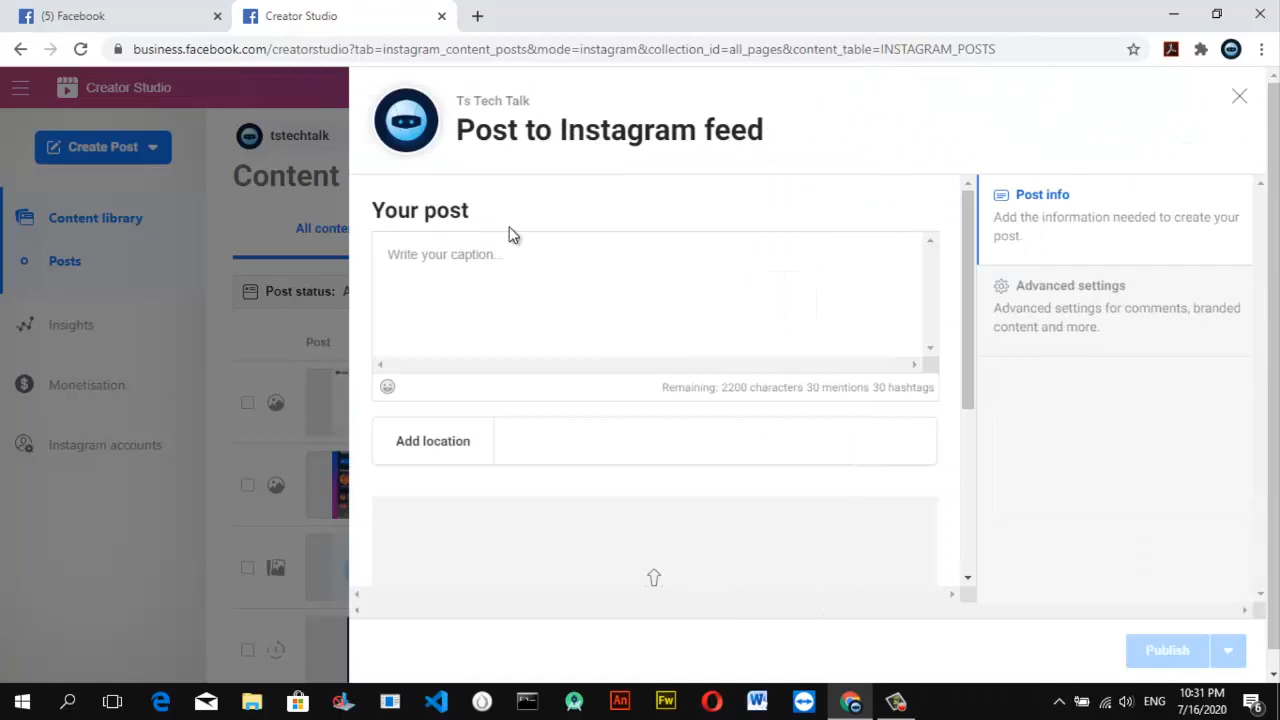 (5) Facebook
Creator Studio
business.facebook.com/creatorstudio?tab=instagram_content_posts&mode=instagram&collection_id=all_pages&content_table=INSTAGRAM_POSTS
Creator Studio
Create Post
Content library
Posts
Insights
Monetisation
Instagram accounts
tstechtalk
Content
All conte
Post status: A
Post
Ts Tech Talk
Post to Instagram feed
Your post
Write your caption...
Remaining: 2200 characters 30 mentions 30 hashtags
Add location
Post info
Add the information needed to create your
post.
Advanced settings
Advanced settings for comments, branded
content and more.
Publish
An
Fw
W
ENG
10:31 PM
7/16/2020
6